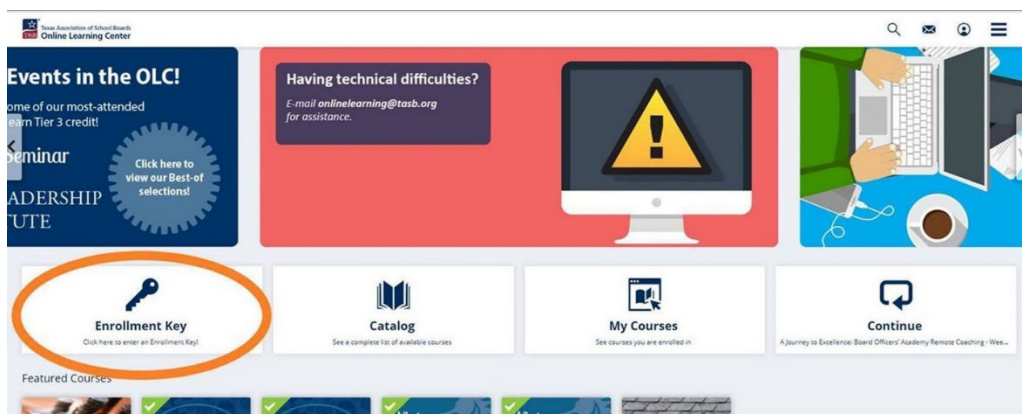 Texas Association of School Boards
Online Learning Center
Events in the OLC!
ome of our most-attended
earn Tier 3 credit!
Seminar
ADERSHIP
TUTE
Click here to
view our Best-of
selections!
Having technical difficulties?
E-mail onlinelearning@tasb.org
for assistance.
Enrollment Key
Click here to enter an Enrollment Key!
Catalog
See a complete list of available courses
My Courses
See courses you are enrolled in
Continue
A Journey to Excellence: Board Officers' Academy Remote Coaching - Wee...
Featured Courses